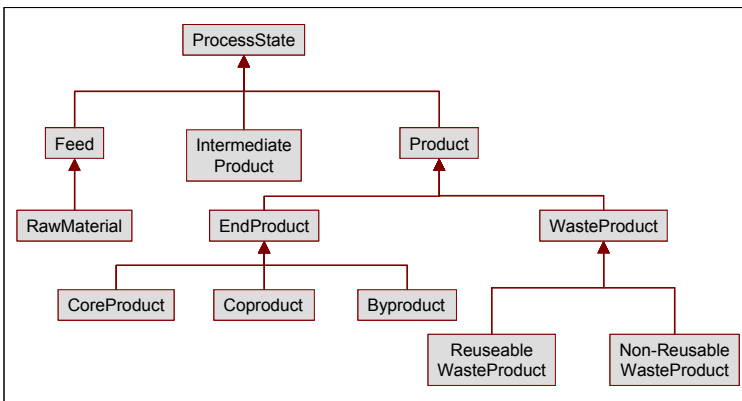 ProcessState
Feed
Intermediate
Product
Product
RawMaterial
EndProduct
WasteProduct
CoreProduct
Coproduct
Byproduct
Reuseable
WasteProduct
Non-Reusable
WasteProduct